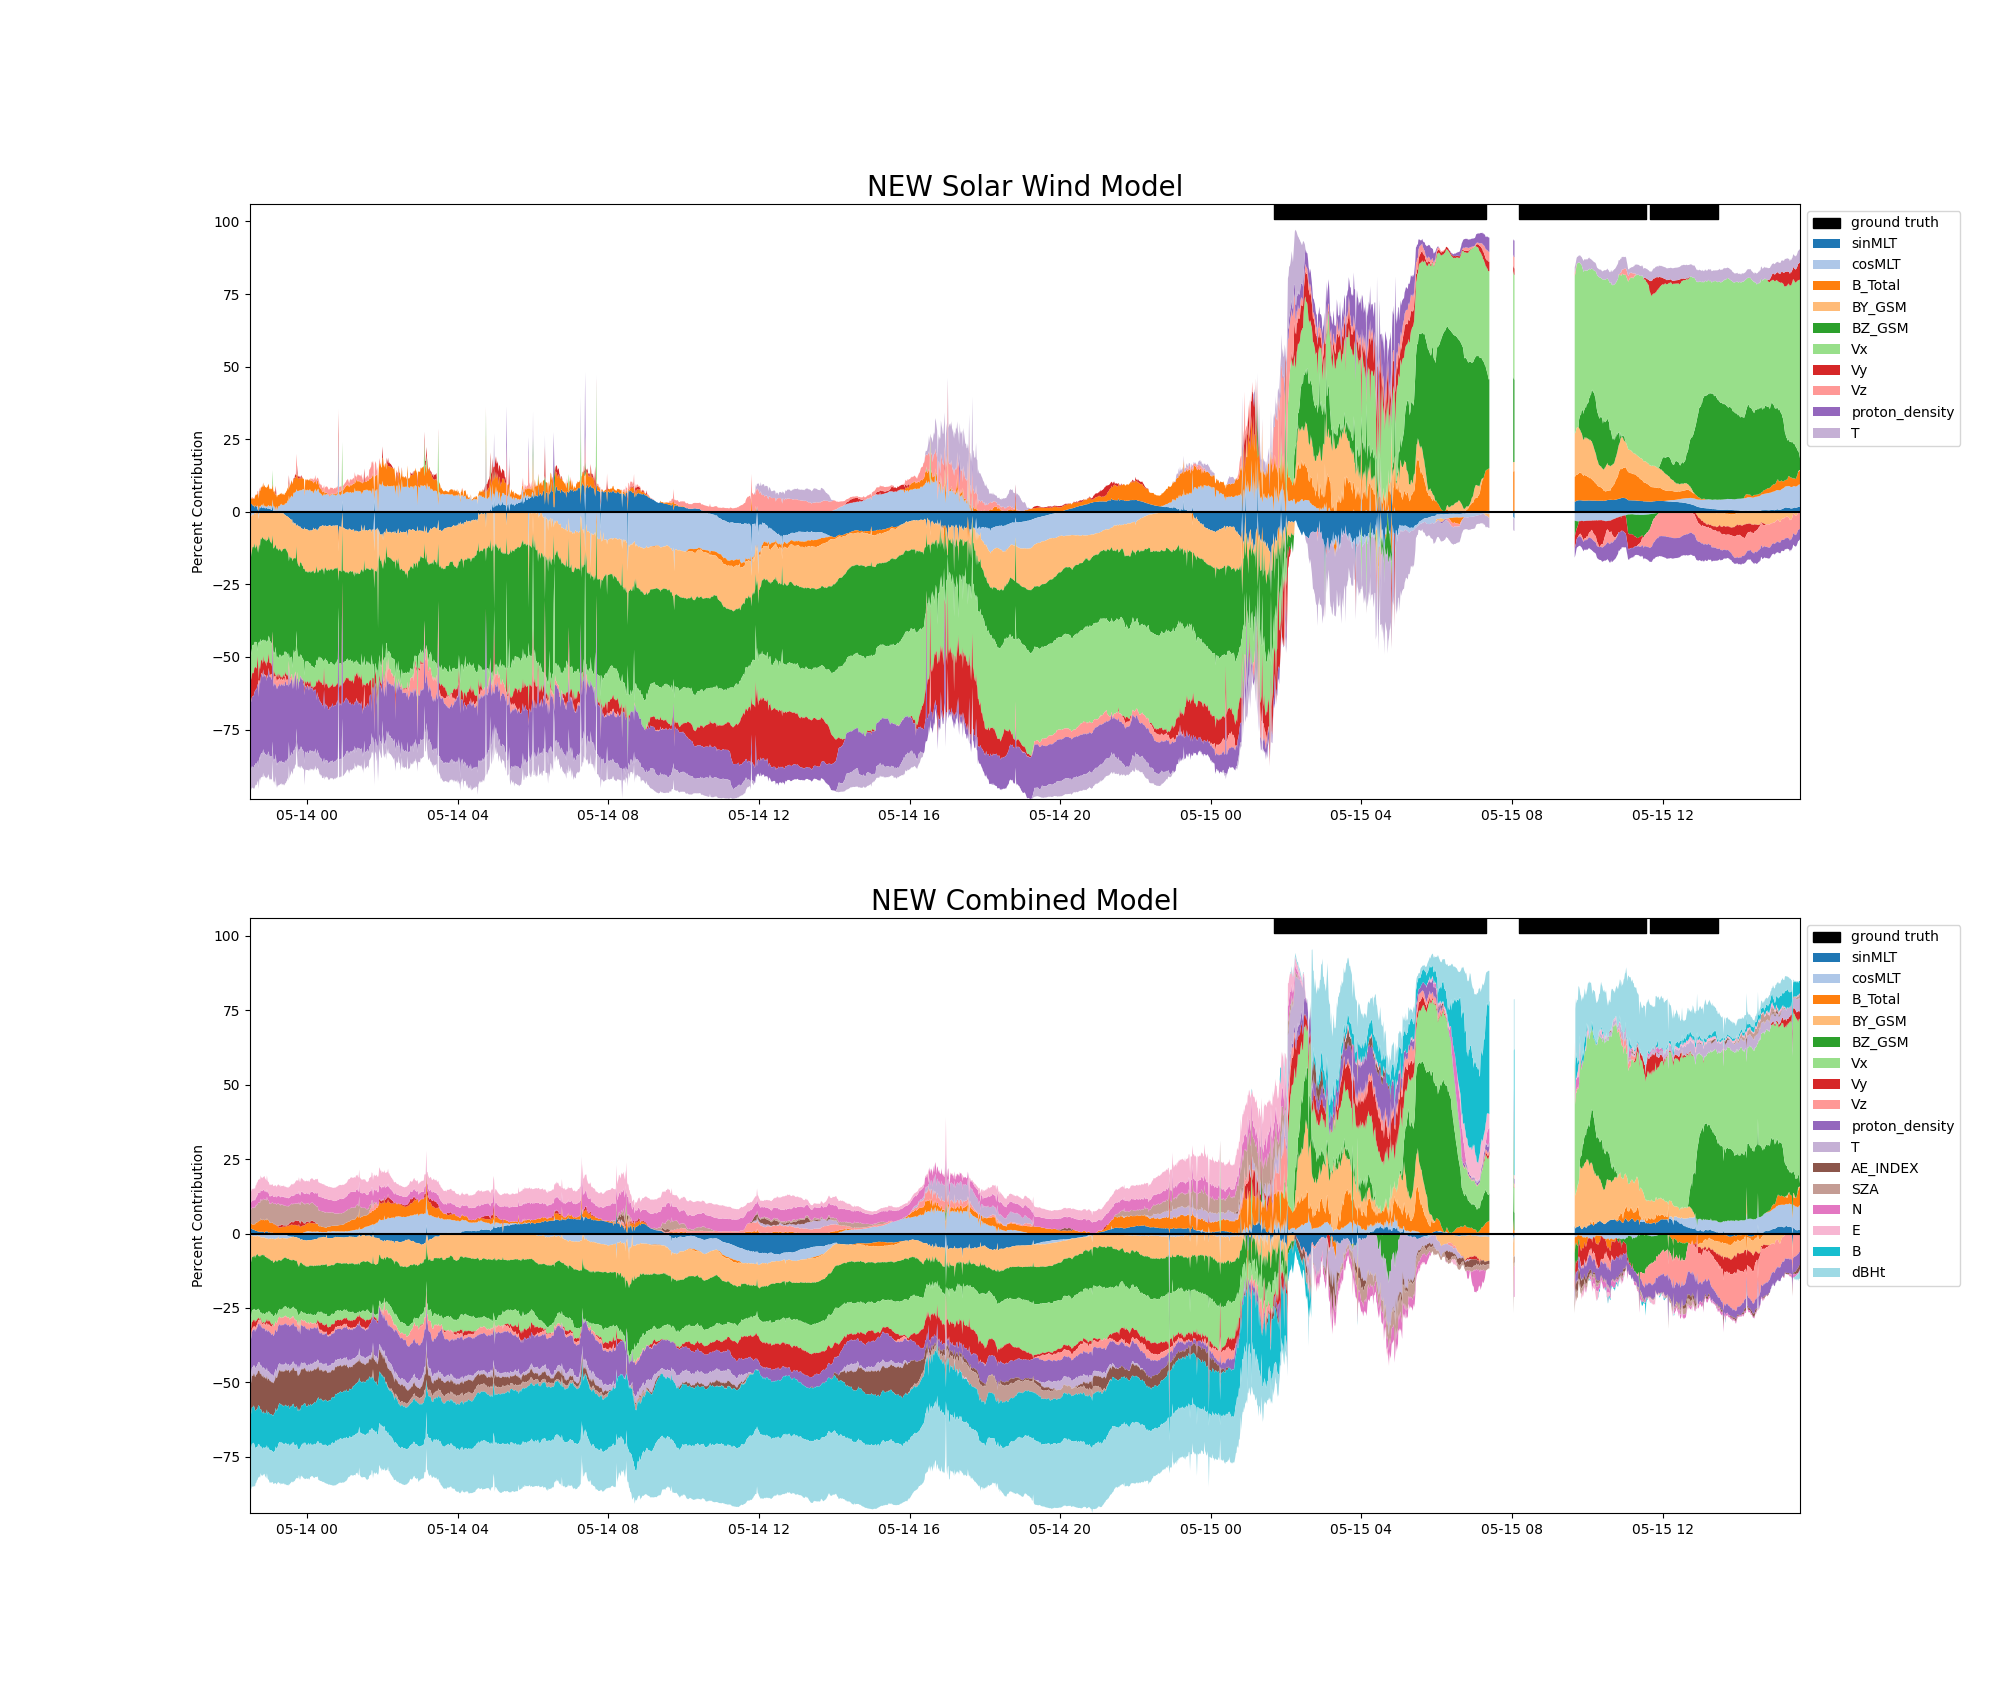 NEW Solar Wind Model
100
75
50
25
0
−25
−50
−75
Percent Contribution
05-14 00
05-14 04
05-14 08
05-14 12
05-14 16
05-14 20
05-15 00
05-15 04
05-15 08
05-15 12
ground truth
sinMLT
cosMLT
B_Total
BY_GSM
BZ_GSM
Vx
Vy
Vz
proton_density
T
NEW Combined Model
100
75
50
25
0
−25
−50
−75
Percent Contribution
05-14 00
05-14 04
05-14 08
05-14 12
05-14 16
05-14 20
05-15 00
05-15 04
05-15 08
05-15 12
ground truth
sinMLT
cosMLT
B_Total
BY_GSM
BZ_GSM
Vx
Vy
Vz
proton_density
T
AE_INDEX
SZA
N
E
B
dBHt